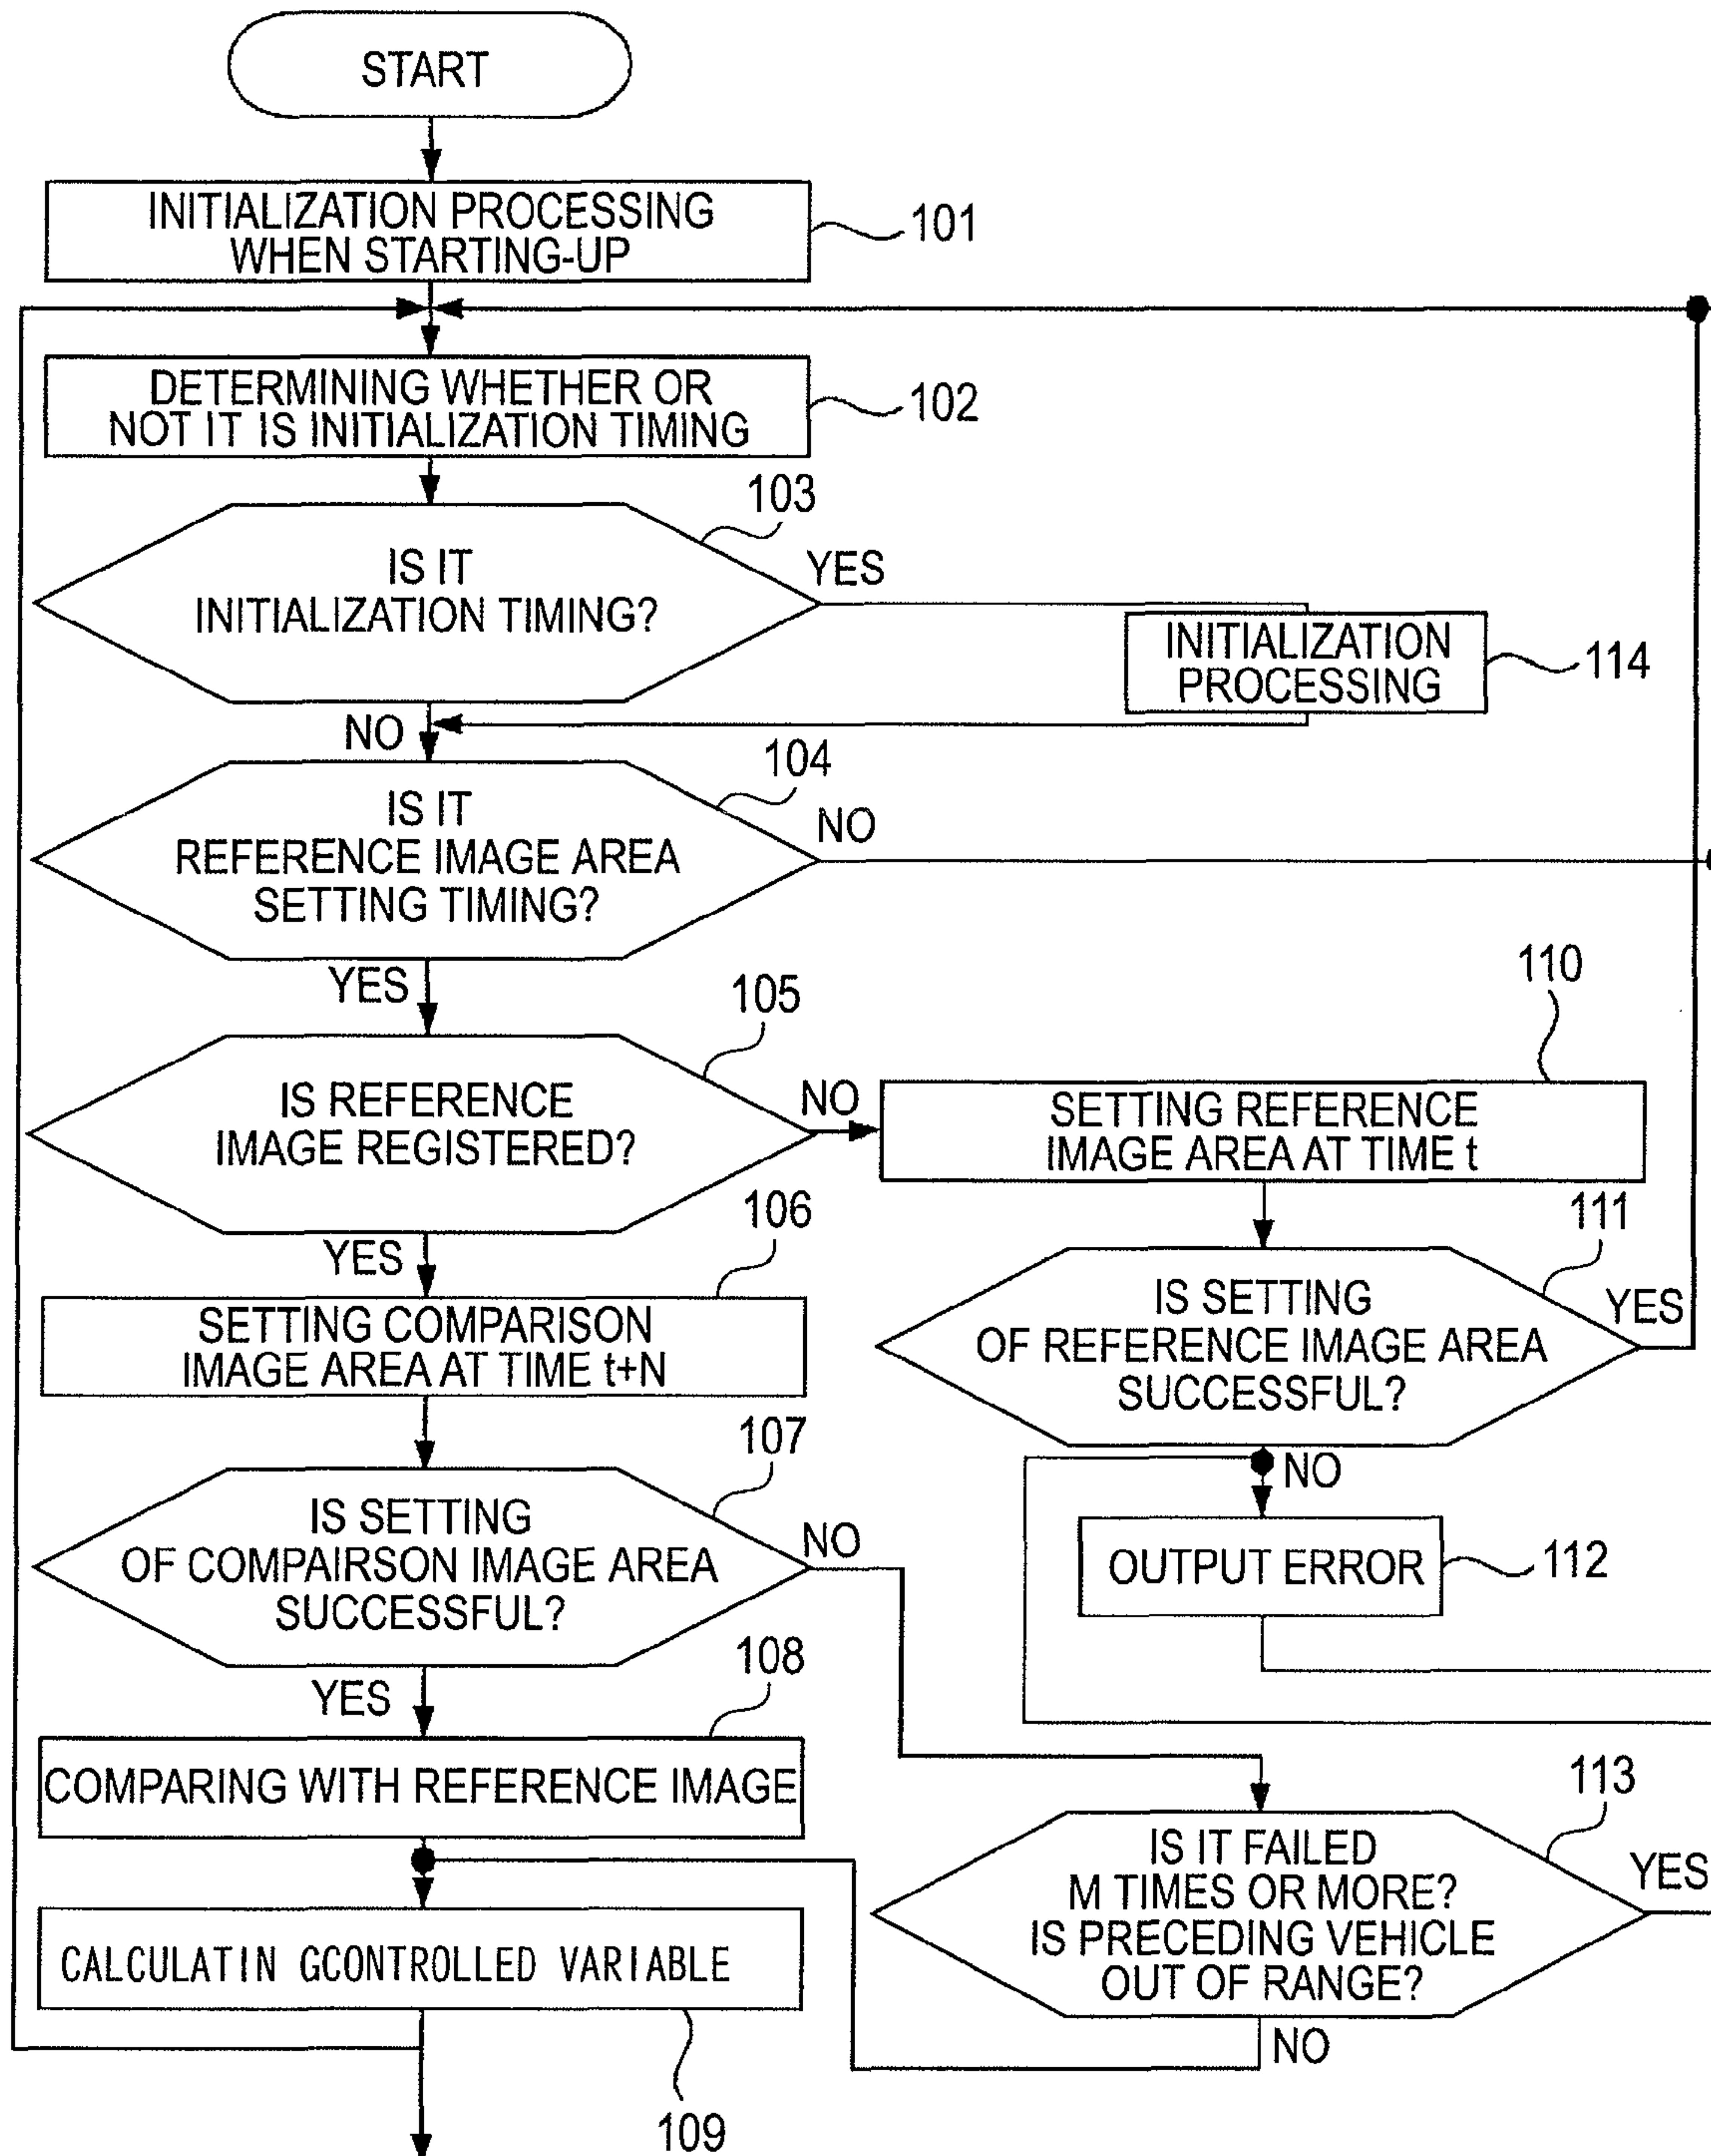 START
INITIALIZATION PROCESSING
WHEN STARTING-UP
101
DETERMINING WHETHER OR
NOT IT IS INITIALIZATION TIMING
102
103
IS IT
INITIALIZATION TIMING?
YES
INITIALIZATION
PROCESSING
114
NO
104
IS IT
REFERENCE IMAGE AREA
SETTING TIMING?
NO
YES
105
IS REFERENCE
IMAGE REGISTERED?
NO
110
SETTING REFERENCE
IMAGE AREA AT TIME t
YES
106
SETTING COMPARISON
IMAGE AREA AT TIME t+N
111
IS SETTING
OF REFERENCE IMAGE AREA
SUCCESSFUL?
YES
NO
107
IS SETTING
OF COMPAIRSON IMAGE AREA
SUCCESSFUL?
NO
OUTPUT ERROR
112
YES
108
COMPARING WITH REFERENCE IMAGE
113
IS IT FAILED
M TIMES OR MORE?
IS PRECEDING VEHICLE
OUT OF RANGE?
YES
NO
CALCULATIN GCONTROLLED VARIABLE
109